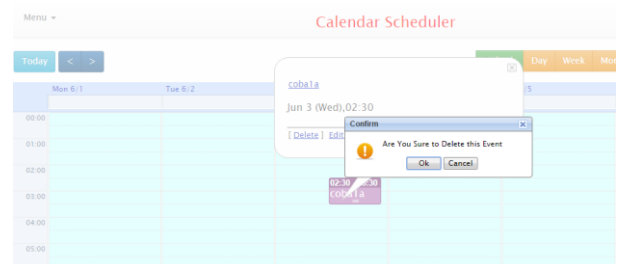 Menu
Calendar Scheduler
Today < > Day Week Mon
Mon 6/1 Tue 6/2 /5
coba1a
Jun 3 (Wed),02:30
[ Delete ] Edit
Confirm
Are You Sure to Delete this Event
Ok Cancel
00:00
01:00
02:00
02:30
coba1a
03:00
04:00
05:00